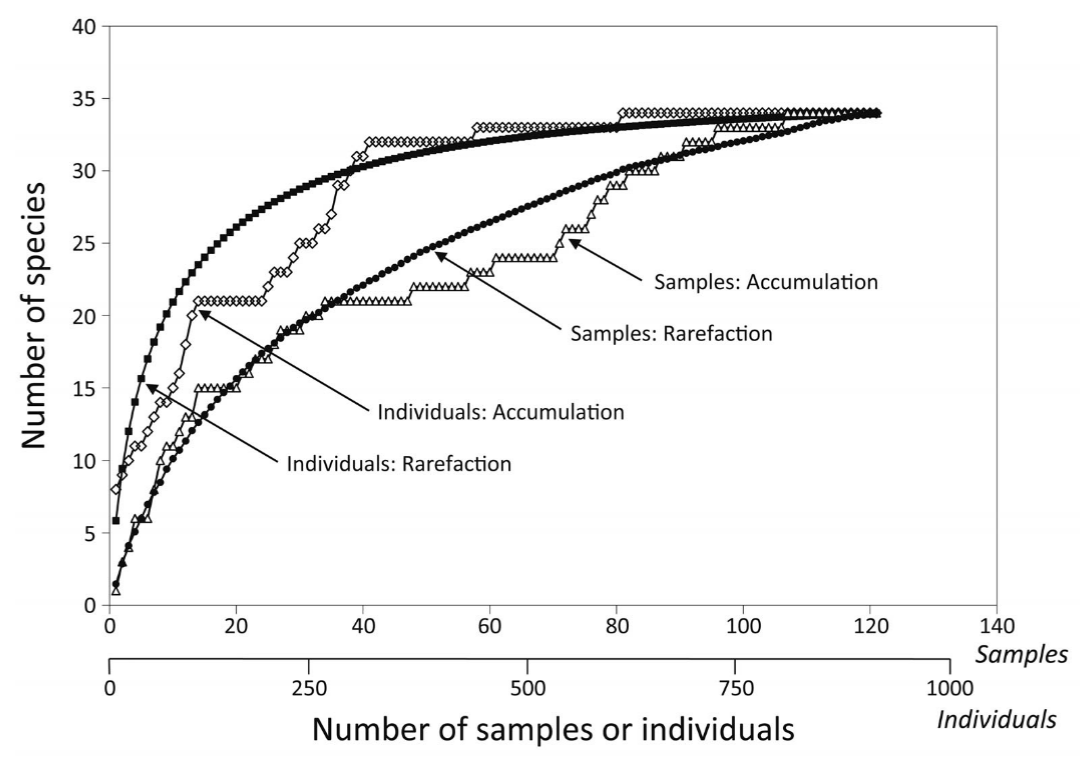 40
35
30
25
20
15
10
5
0
Number of species
Samples: Accumulation
Samples: Rarefaction
Individuals: Accumulation
Individuals: Rarefaction
0 20 40 60 80 100 120 140
Samples
0 250 500 750 1000
Individuals
Number of samples or individuals